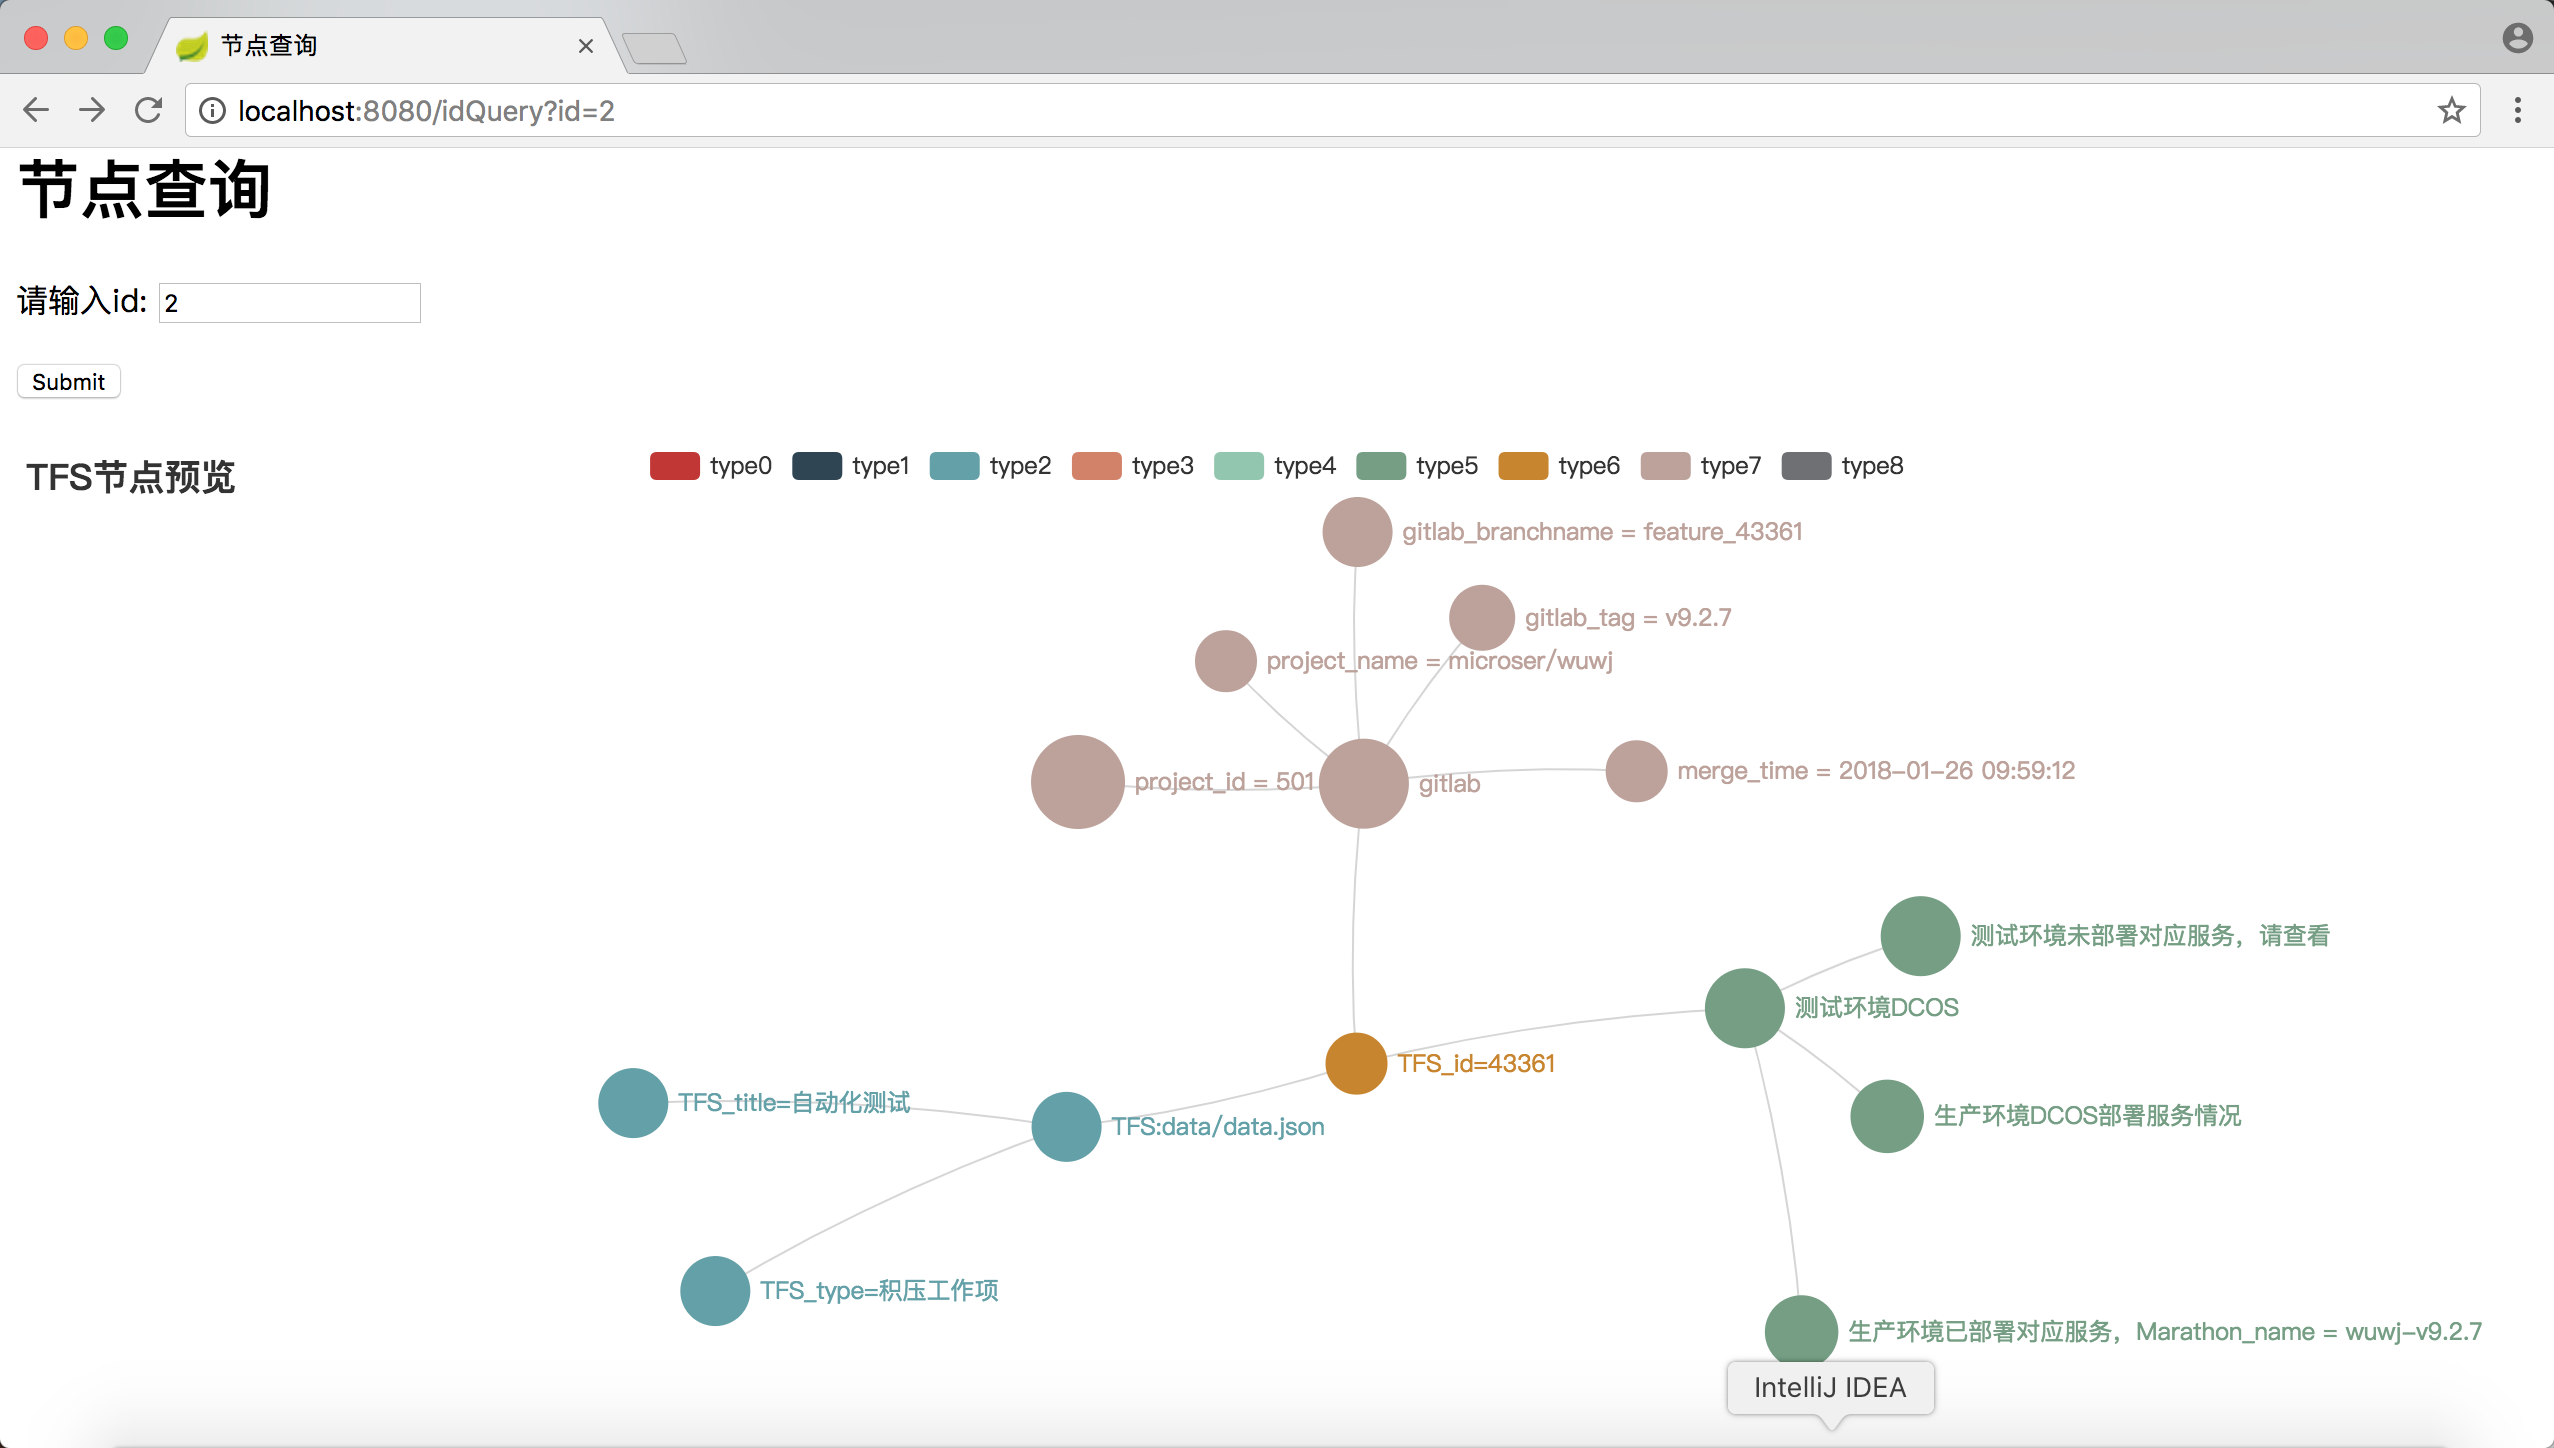 节点查询
localhost:8080/idQuery?id=2
节点查询
请输入id: 2
Submit
TFS节点预览
type0 type1 type2 type3 type4 type5 type6 type7 type8
gitlab_branchname = feature_43361
gitlab_tag = v9.2.7
project_name = microser/wuwj
project_id = 501
gitlab
merge_time = 2018-01-26 09:59:12
测试环境未部署对应服务，请查看
测试环境DCOS
TFS_id=43361
TFS_title=自动化测试
TFS:data/data.json
生产环境DCOS部署服务情况
TFS_type=积压工作项
生产环境已部署对应服务，Marathon_name = wuwj-v9.2.7
IntelliJ IDEA